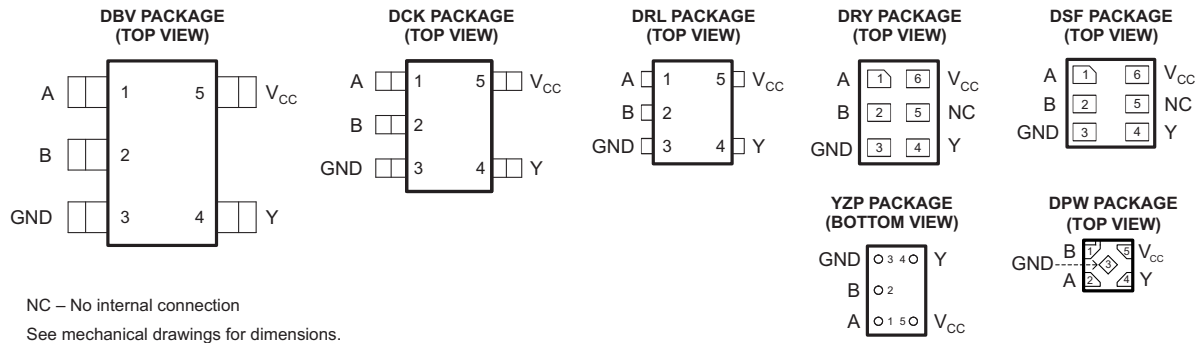 DBV PACKAGE
(TOP VIEW)
A 1 5 VCC
B 2
GND 3 4 Y
DCK PACKAGE
(TOP VIEW)
A 1 5 VCC
B 2
GND 3 4 Y
DRL PACKAGE
(TOP VIEW)
A 1 5 VCC
B 2
GND 3 4 Y
DRY PACKAGE
(TOP VIEW)
A 1 6 VCC
B 2 5 NC
GND 3 4 Y
DSF PACKAGE
(TOP VIEW)
A 1 6 VCC
B 2 5 NC
GND 3 4 Y
YZP PACKAGE
(BOTTOM VIEW)
GND 3 4 Y
B 2
A 1 5 VCC
DPW PACKAGE
(TOP VIEW)
B 1 5 VCC
GND 3
A 2 4 Y
NC – No internal connection
See mechanical drawings for dimensions.